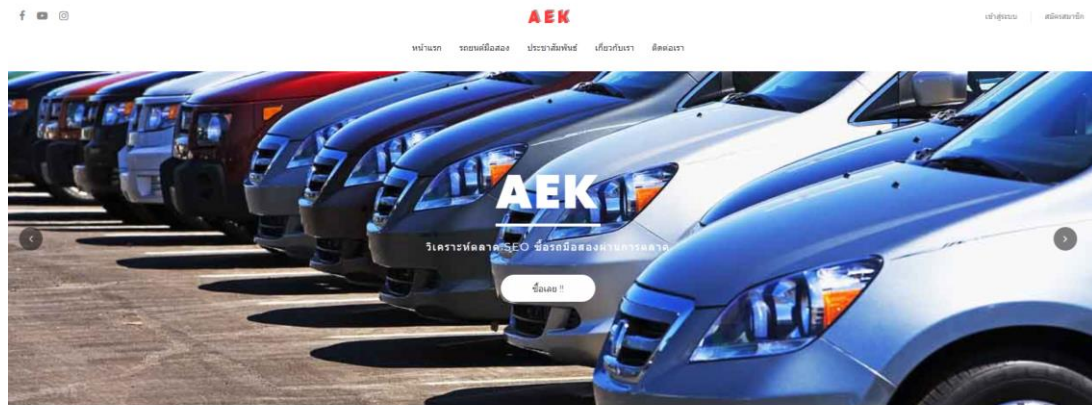 AEK
เข้าสู่ระบบ สมัครสมาชิก
หน้าแรก รถยนต์มือสอง ประชาสัมพันธ์ เกี่ยวกับเรา ติดต่อเรา
AEK
วิเคราะห์ตลาด SEO ซื้อรถมือสองผ่านการตลาด
ซื้อเลย !!